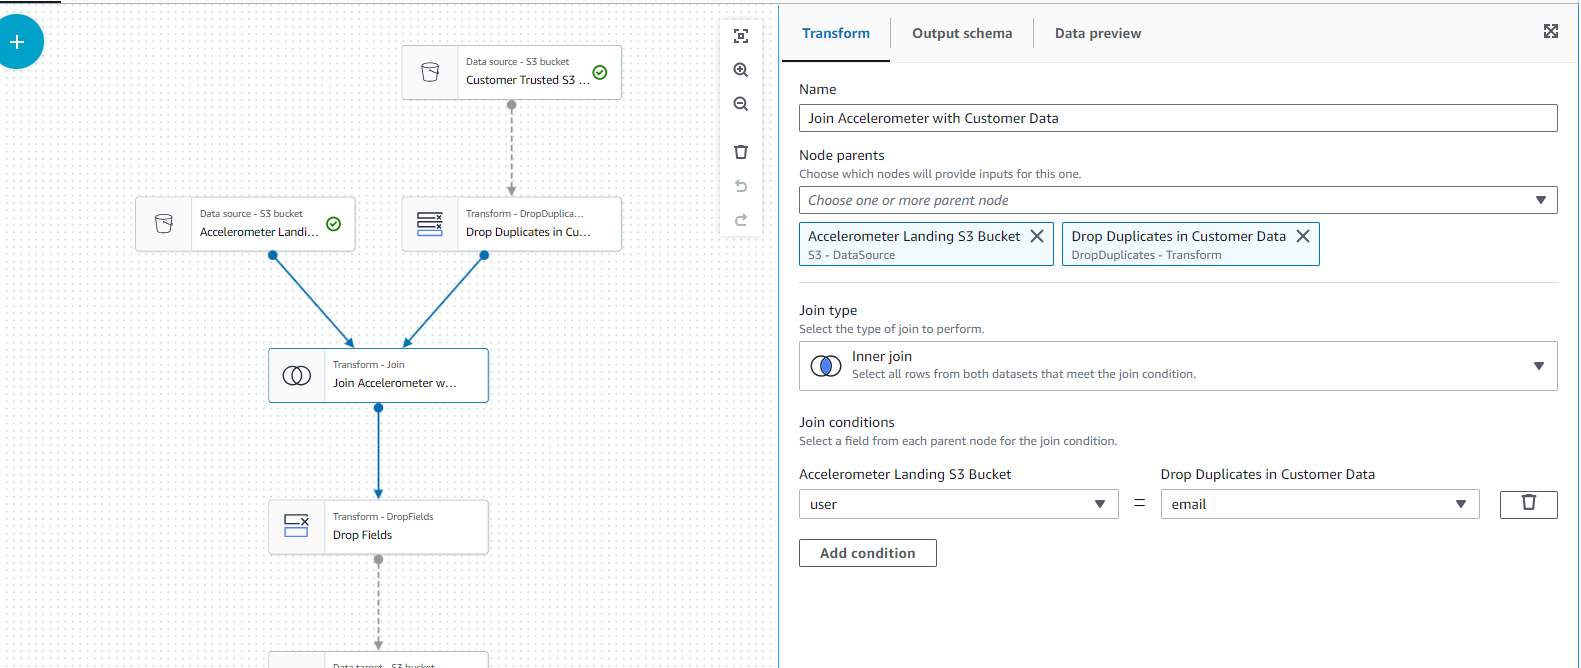 Data source - S3 bucket
Customer Trusted S3 ...
Data source - S3 bucket
Accelerometer Landi...
Transform - DropDuplica...
Drop Duplicates in Cu...
Transform - Join
Join Accelerometer w...
Transform - DropFields
Drop Fields
Data target - S3 bucket
Transform
Output schema
Data preview
Name
Join Accelerometer with Customer Data
Node parents
Choose which nodes will provide inputs for this one.
Choose one or more parent node
Accelerometer Landing S3 Bucket
S3 - DataSource
Drop Duplicates in Customer Data
DropDuplicates - Transform
Join type
Select the type of join to perform.
Inner join
Select all rows from both datasets that meet the join condition.
Join conditions
Select a field from each parent node for the join condition.
Accelerometer Landing S3 Bucket
Drop Duplicates in Customer Data
user
=
email
Add condition